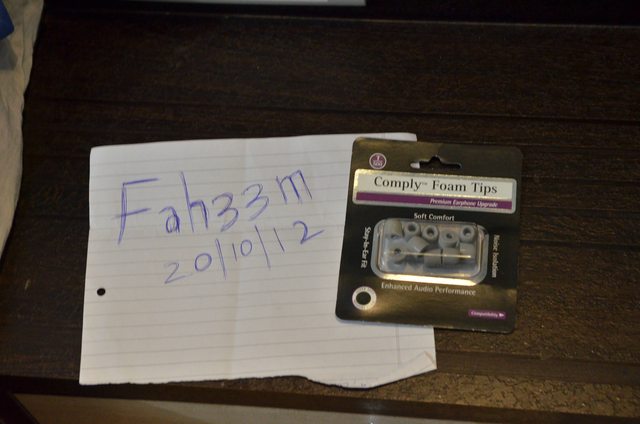 Fah33m
20/10/12
Comply™ Foam Tips
Premium Earphone Upgrade
Soft Comfort
Stay-in-Ear Fit
Noise Isolation
Enhanced Audio Performance
Compatibility